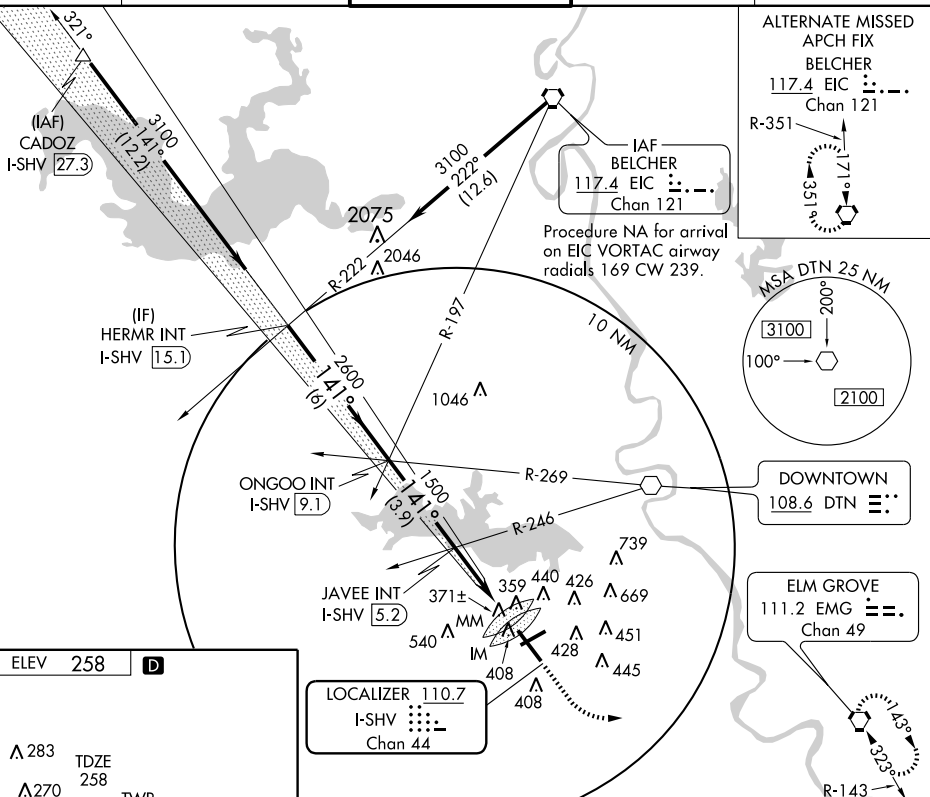 321°
(IAF)
CADOZ
I-SHV 27.3
3100
141°
(12.2)
3100
222°
(12.6)
R-222
2075
2046
IAF
BELCHER
117.4 EIC
Chan 121
Procedure NA for arrival
on EIC VORTAC airway
radials 169 CW 239.
ALTERNATE MISSED
APCH FIX
BELCHER
117.4 EIC
Chan 121
R-351
171°
351°
MSA DTN 25 NM
200°
3100
100°
2100
R-197
10 NM
(IF)
HERMR INT
I-SHV 15.1
2600
141°
(6)
1046
ONGOO INT
I-SHV 9.1
1500
141°
(3.9)
R-269
R-246
DOWNTOWN
108.6 DTN
JAVEE INT
I-SHV 5.2
371±
359
440
426
739
669
MM
540
IM
408
428
451
445
408
ELM GROVE
111.2 EMG
Chan 49
143°
323°
R-143
LOCALIZER 110.7
I-SHV
Chan 44
ELEV 258 D
283
TDZE
258
270
TWR